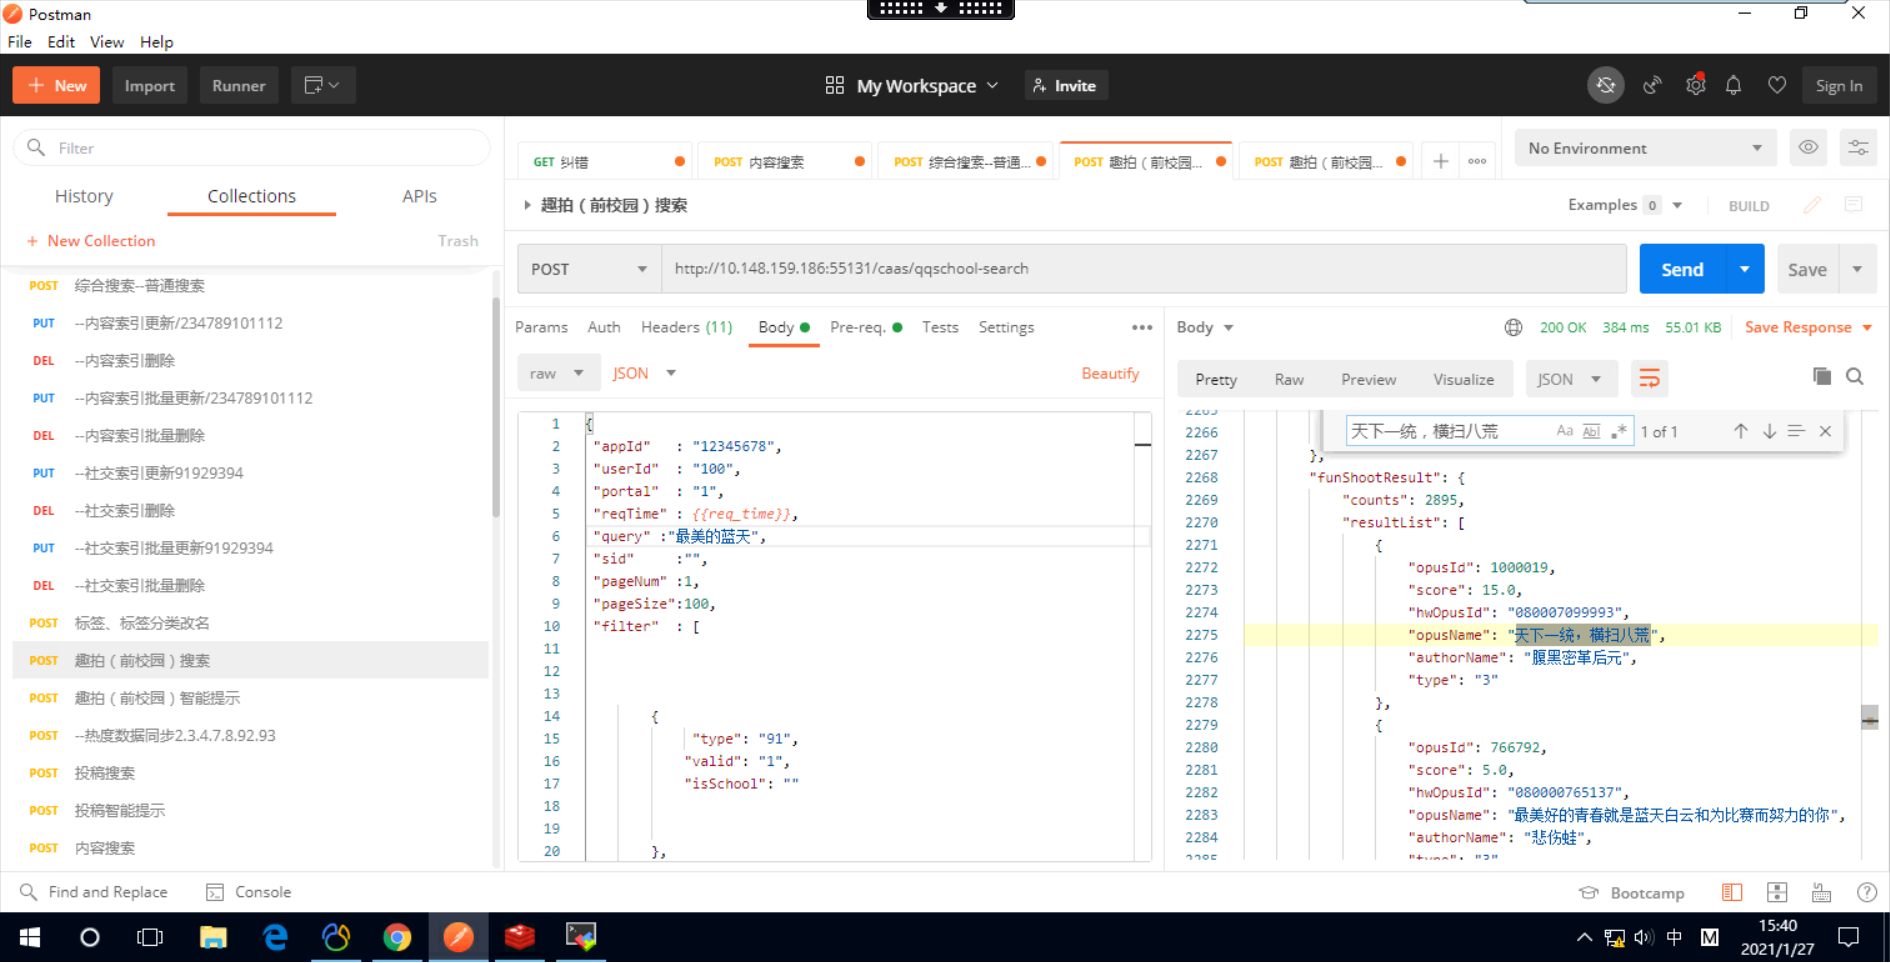 Postman
File Edit View Help
New Import Runner My Workspace Invite Sign In
Filter
History Collections APIs
+ New Collection Trash
POST 综合搜索--普通搜索
PUT --内容索引更新/234789101112
DEL --内容索引删除
PUT --内容索引批量更新/234789101112
DEL --内容索引批量删除
PUT --社交索引更新91929394
DEL --社交索引删除
PUT --社交索引批量更新91929394
DEL --社交索引批量删除
POST 标签、标签分类改名
POST 趣拍（前校园）搜索
POST 趣拍（前校园）智能提示
POST --热度数据同步2.3.4.7.8.92.93
POST 投稿搜索
POST 投稿智能提示
POST 内容搜索
GET 纠错 POST 内容搜索 POST 综合搜索--普通... POST 趣拍（前校园... POST 趣拍（前校园...
No Environment
趣拍（前校园）搜索
Examples 0 BUILD
POST http://10.148.159.186:55131/caas/qqschool-search Send Save
Params Auth Headers (11) Body Pre-req. Tests Settings
raw JSON Beautify
1 {
2 "appId" : "12345678",
3 "userId" : "100",
4 "portal" : "1",
5 "reqTime" : {{req_time}},
6 "query" :"最美的蓝天",
7 "sid" :"",
8 "pageNum" :1,
9 "pageSize":100,
10 "filter" : [
11
12
13
14 {
15 "type": "91",
16 "valid": "1",
17 "isSchool": ""
18
19
20 },
Body 200 OK 384 ms 55.01 KB Save Response
Pretty Raw Preview Visualize JSON
天下一统，横扫八荒 Aa Abl .* 1 of 1
2265
2266
2267 },
2268 "funShootResult": {
2269 "counts": 2895,
2270 "resultList": [
2271 {
2272 "opusId": 1000019,
2273 "score": 15.0,
2274 "hwOpusId": "080007099993",
2275 "opusName": "天下一统，横扫八荒",
2276 "authorName": "腹黑密革后元",
2277 "type": "3"
2278 },
2279 {
2280 "opusId": 766792,
2281 "score": 5.0,
2282 "hwOpusId": "080000765137",
2283 "opusName": "最美好的青春就是蓝天白云和为比赛而努力的你",
2284 "authorName": "悲伤蛙",
2285 "type": "3"
Find and Replace Console Bootcamp
中 M 15:40
2021/1/27